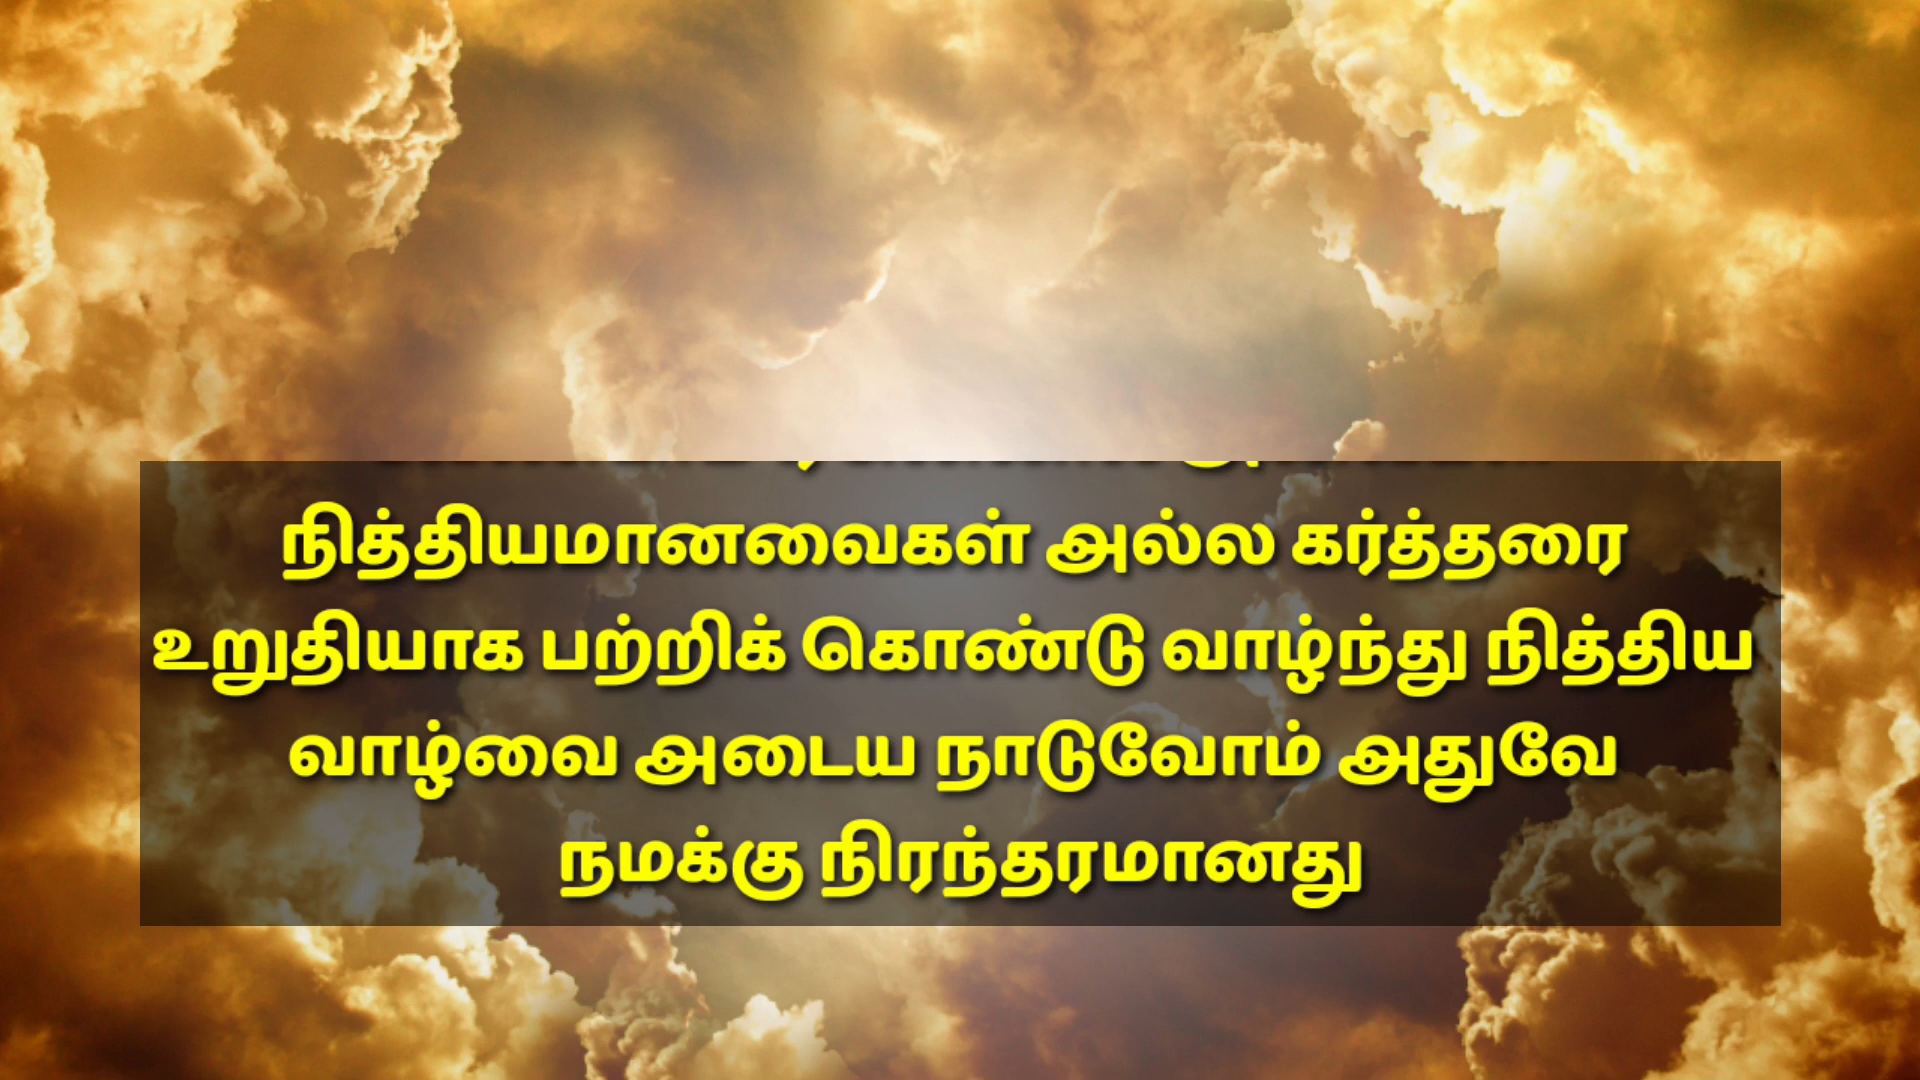 நித்தியமானவைகள் அல்ல கர்த்தரை
உறுதியாக பற்றிக் கொண்டு வாழ்ந்து நித்திய
வாழ்வை அடைய நாடுவோம் அதுவே
நமக்கு நிரந்தரமானது